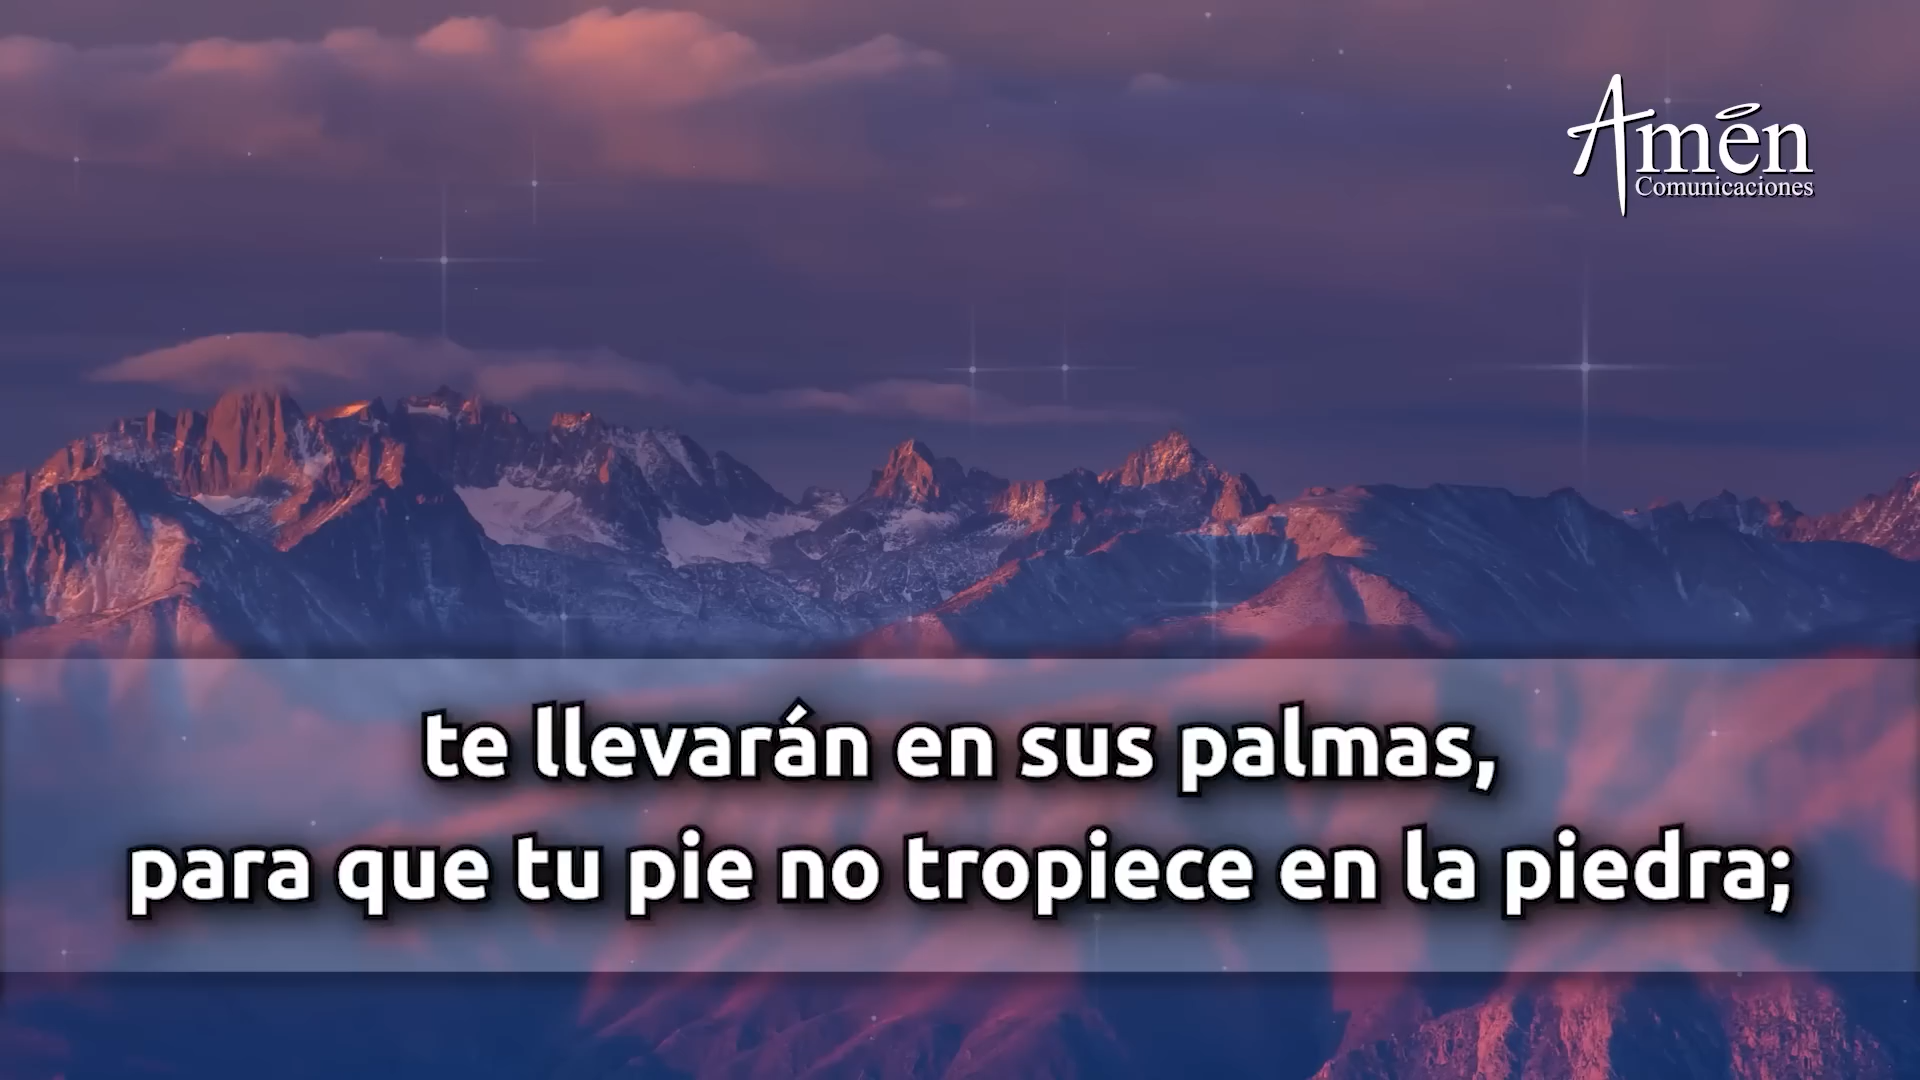 Amén
Comunicaciones
te llevarán en sus palmas,
para que tu pie no tropiece en la piedra;